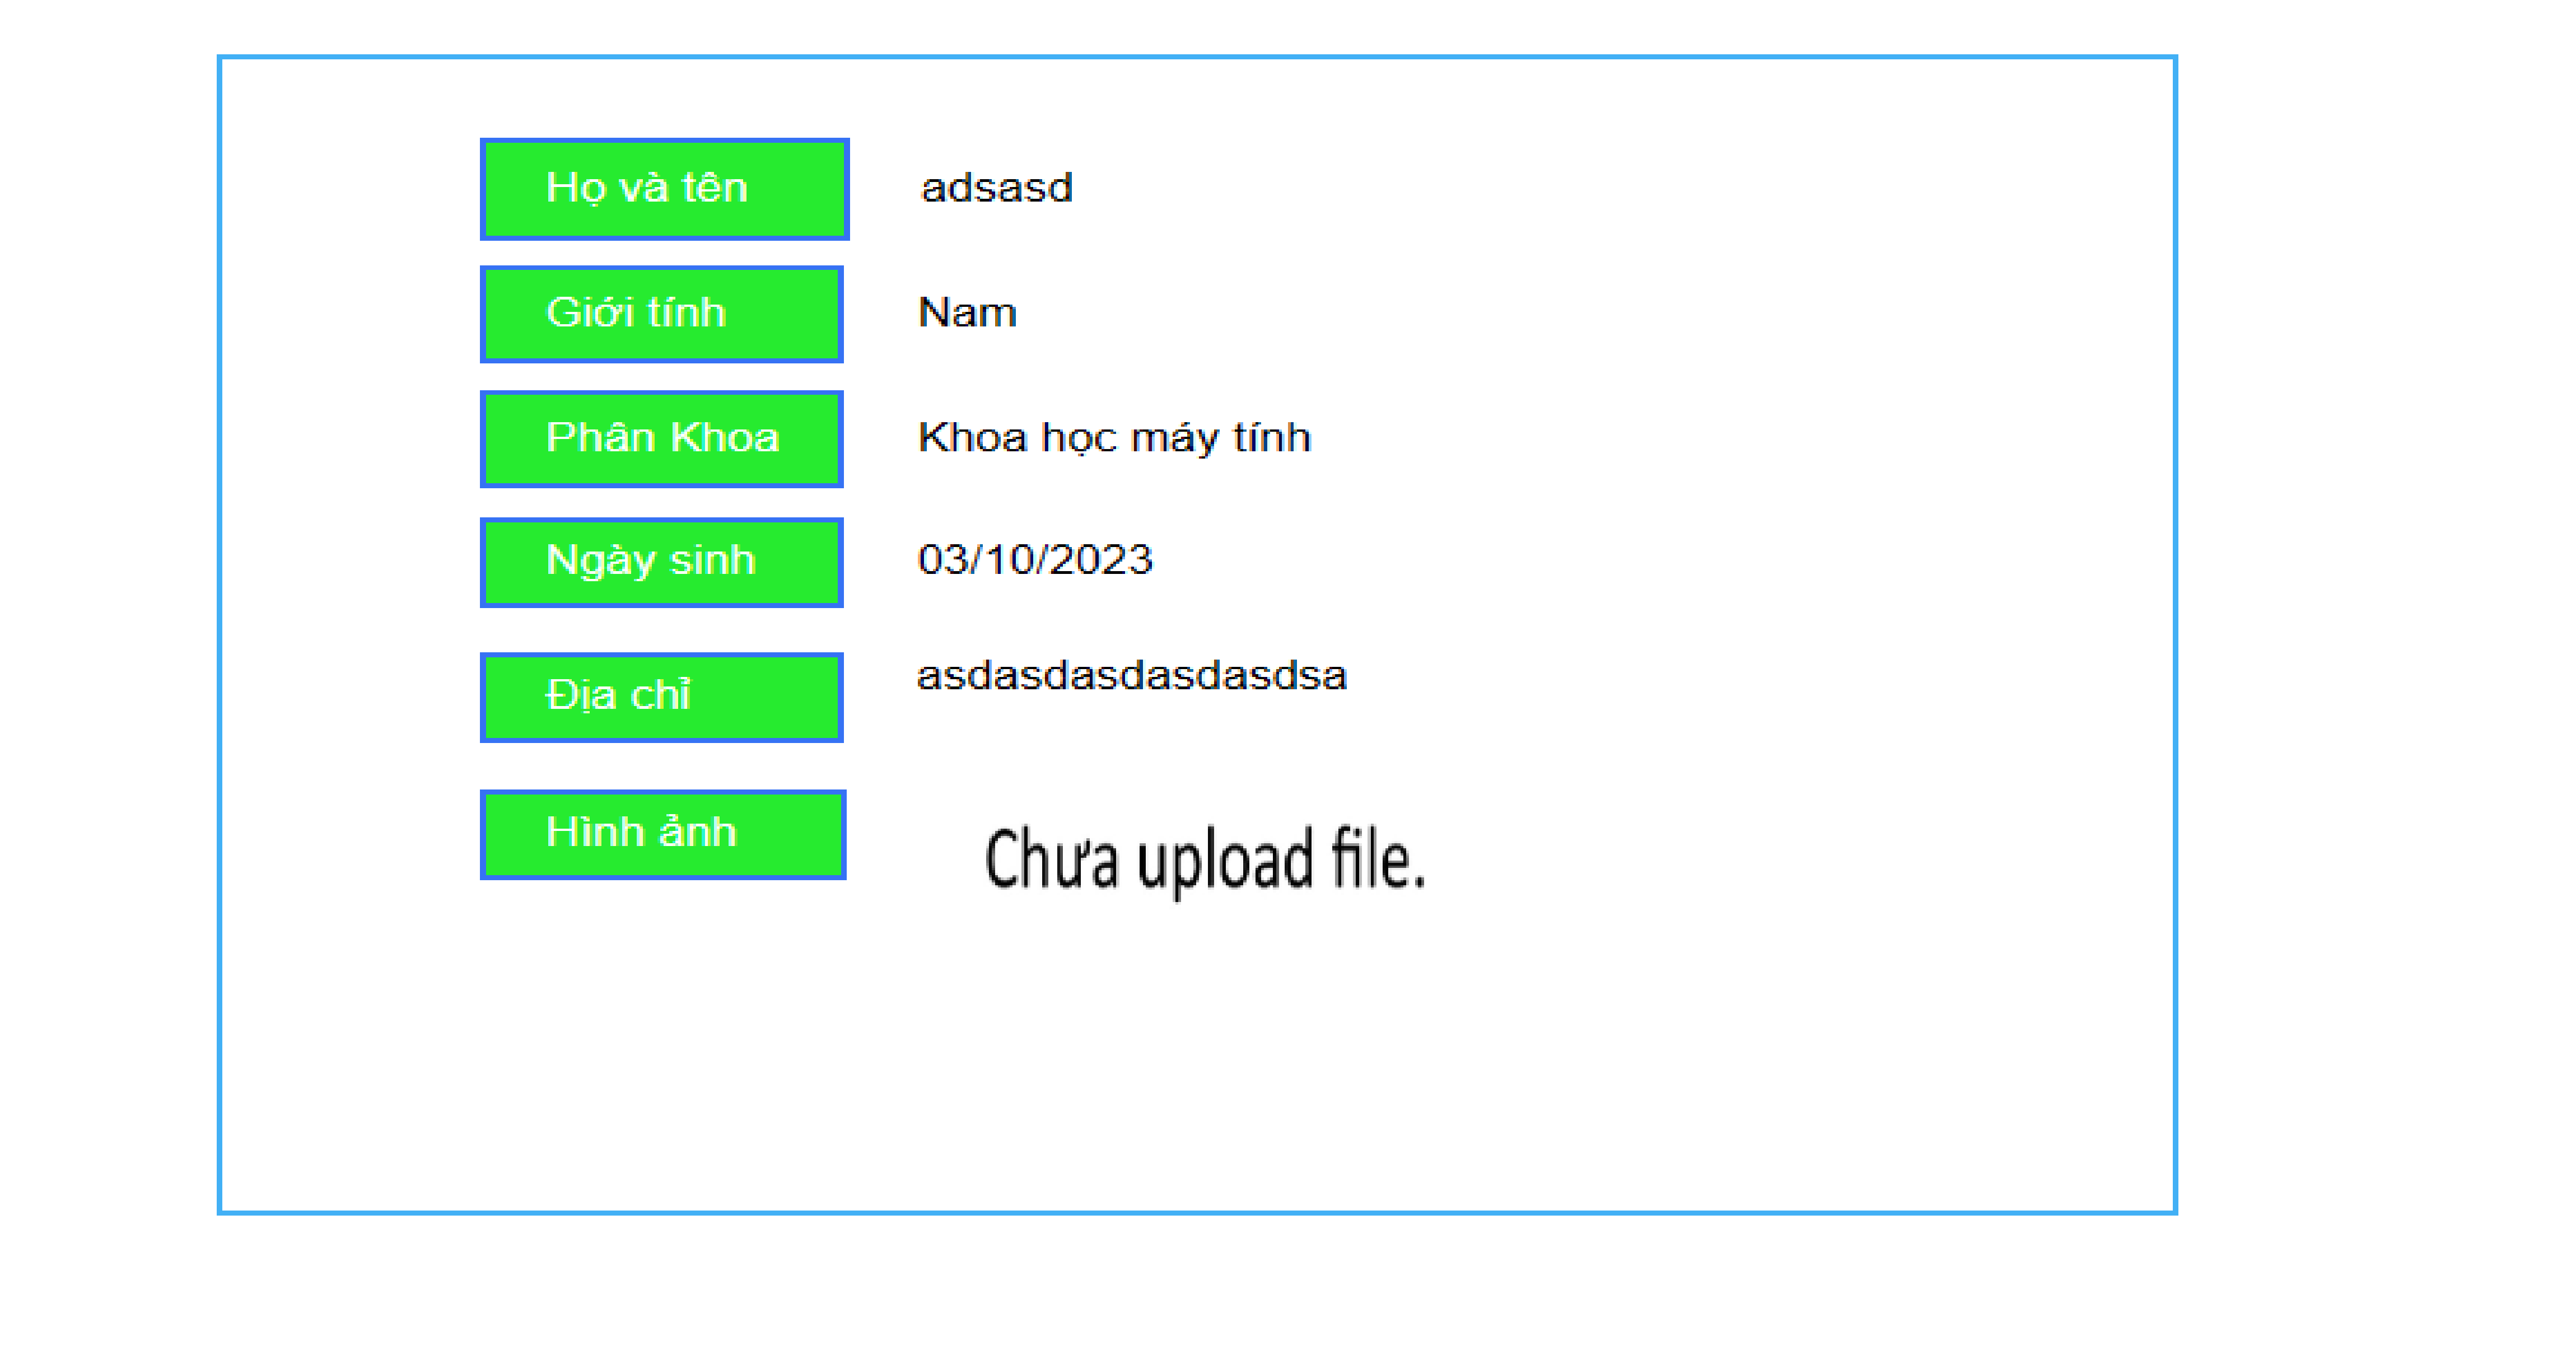 Họ và tên adsasd
Giới tính Nam
Phân Khoa Khoa học máy tính
Ngày sinh 03/10/2023
Địa chỉ asdasdasdasdasdsa
Hình ảnh Chưa upload file.